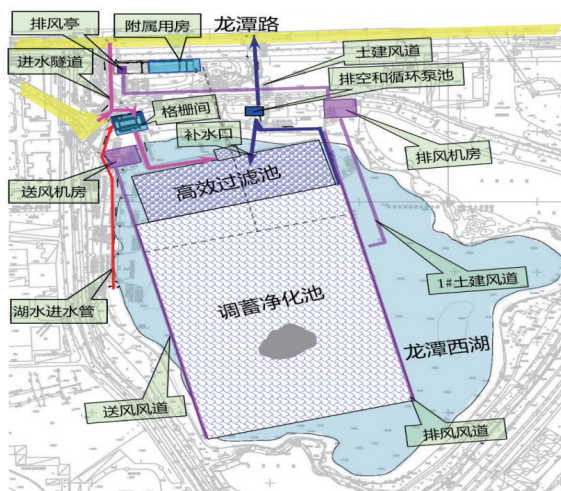 排风亭
附属用房
龙潭路
土建风道
进水隧道
排空和循环泵池
格栅间
补水口
送风机房
排风机房
高效过滤池
1#土建风道
湖水进水管
调蓄净化池
龙潭西湖
送风风道
排风风道